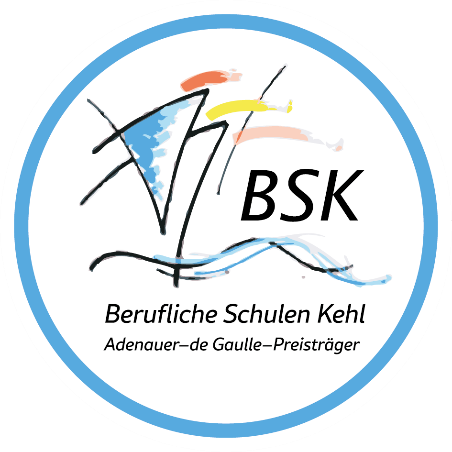 BSK
Berufliche Schulen Kehl
Adenauer–de Gaulle–Preisträger